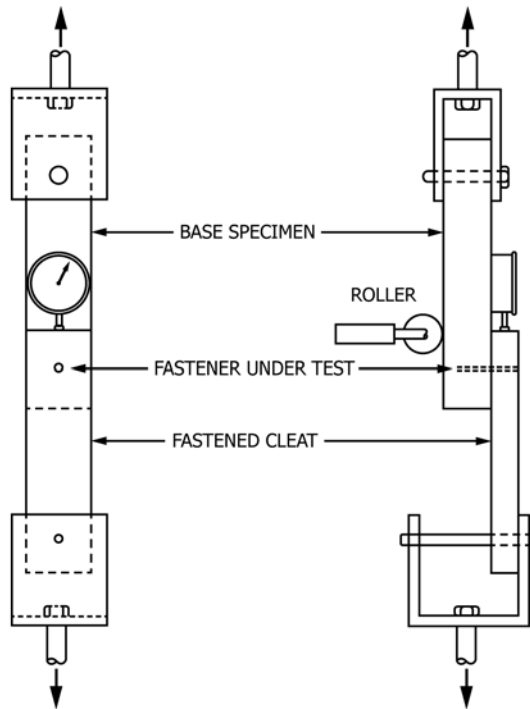 BASE SPECIMEN
ROLLER
FASTENER UNDER TEST
FASTENED CLEAT